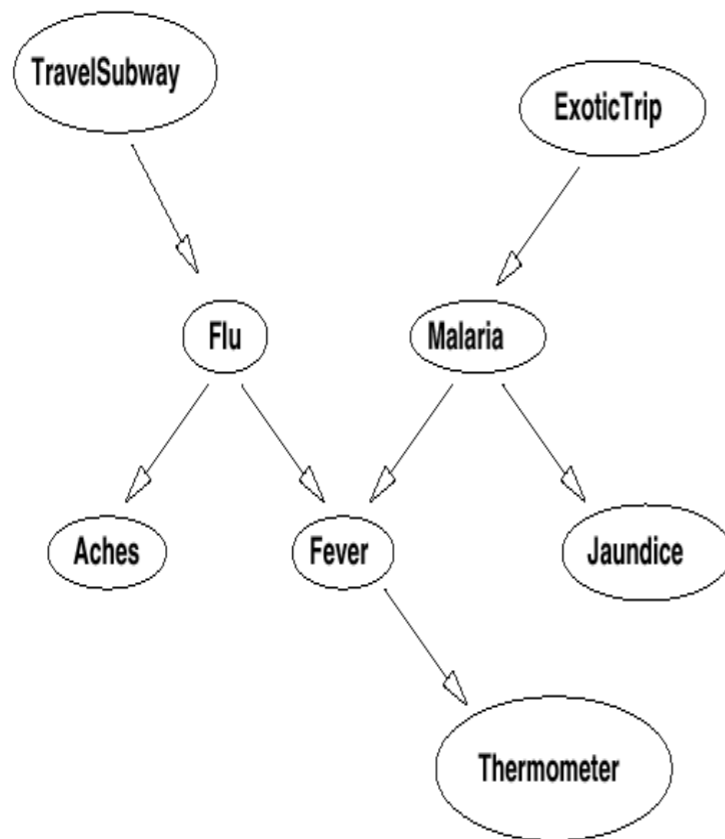 TravelSubway
ExoticTrip
Flu
Malaria
Aches
Fever
Jaundice
Thermometer